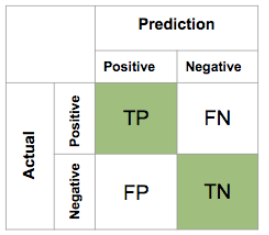 Prediction
Positive Negative
Actual
Positive
TP FN
Negative
FP TN